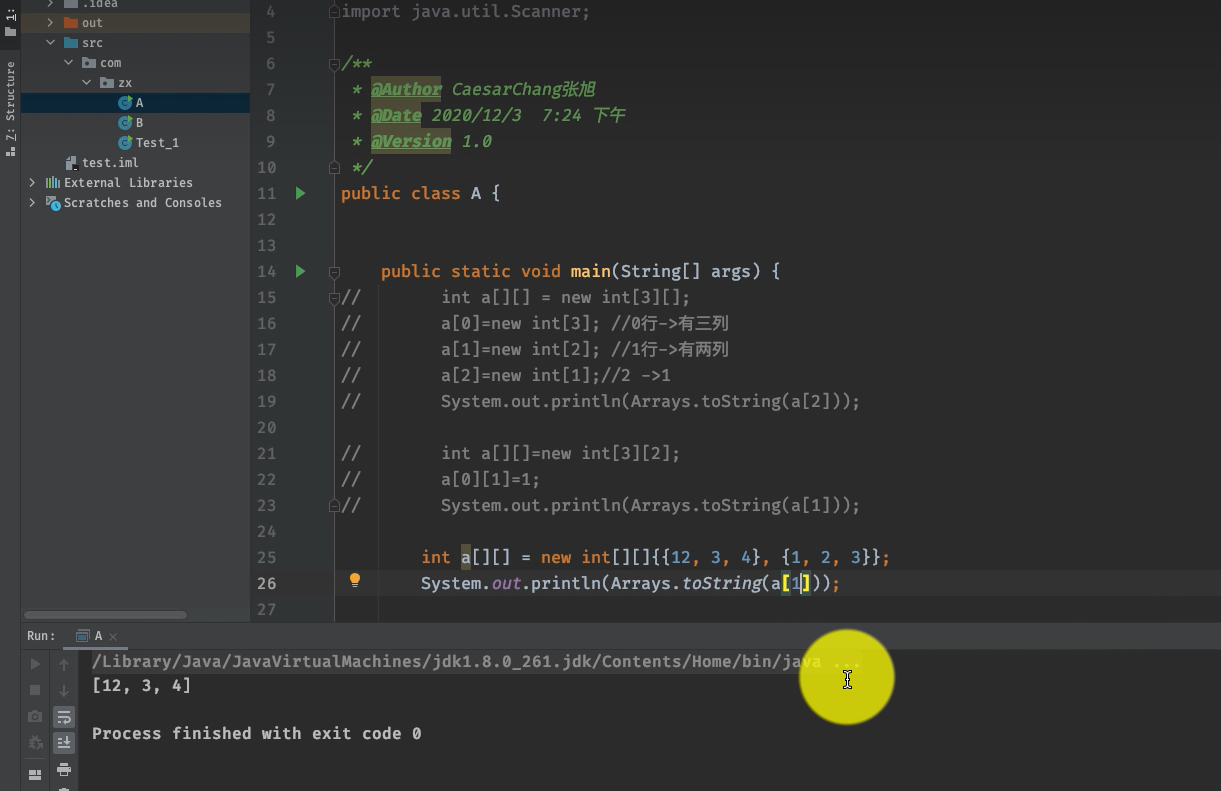 1:
Z: Structure
.idea
out
src
com
zx
A
B
Test_1
test.iml
External Libraries
Scratches and Consoles
4 import java.util.Scanner;
5
6 /**
7 * @Author CaesarChang张旭
8 * @Date 2020/12/3  7:24 下午
9 * @Version 1.0
10 */
11 public class A {
12
13
14 public static void main(String[] args) {
15 //        int a[][] = new int[3][];
16 //        a[0]=new int[3]; //0行->有三列
17 //        a[1]=new int[2]; //1行->有两列
18 //        a[2]=new int[1];//2 ->1
19 //        System.out.println(Arrays.toString(a[2]));
20
21 //        int a[][]=new int[3][2];
22 //        a[0][1]=1;
23 //        System.out.println(Arrays.toString(a[1]));
24
25 int a[][] = new int[][]{{12, 3, 4}, {1, 2, 3}};
26 System.out.println(Arrays.toString(a[1]));
27
Run: A
/Library/Java/JavaVirtualMachines/jdk1.8.0_261.jdk/Contents/Home/bin/java ...
[12, 3, 4]
Process finished with exit code 0